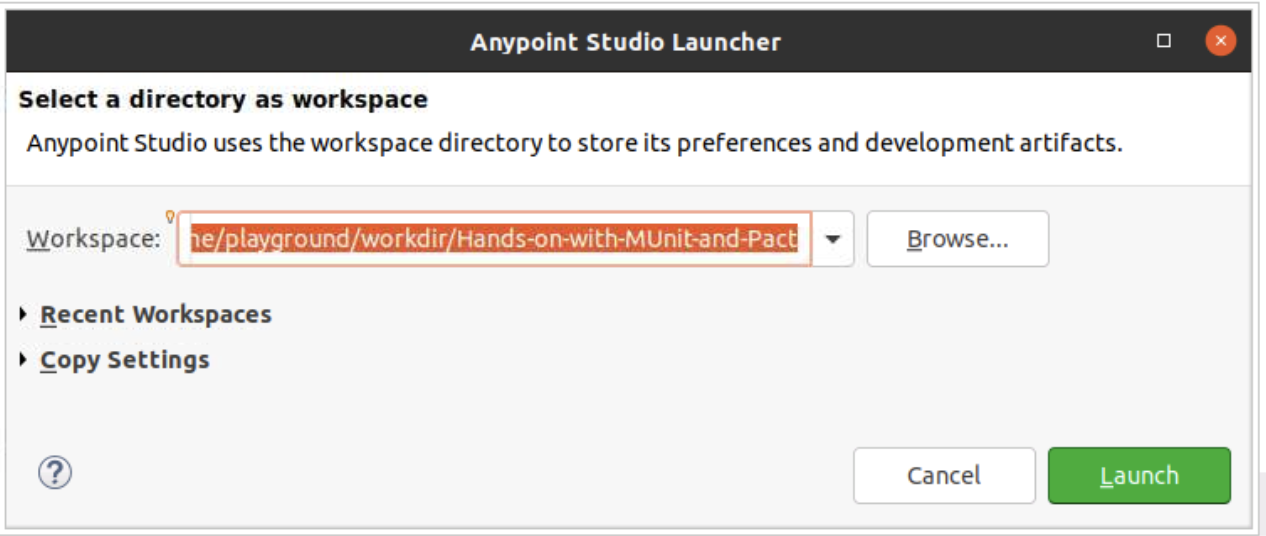 Anypoint Studio Launcher
Select a directory as workspace
Anypoint Studio uses the workspace directory to store its preferences and development artifacts.
Workspace: ne/playground/workdir/Hands-on-with-MUnit-and-Pact Browse...
Recent Workspaces
Copy Settings
? Cancel Launch